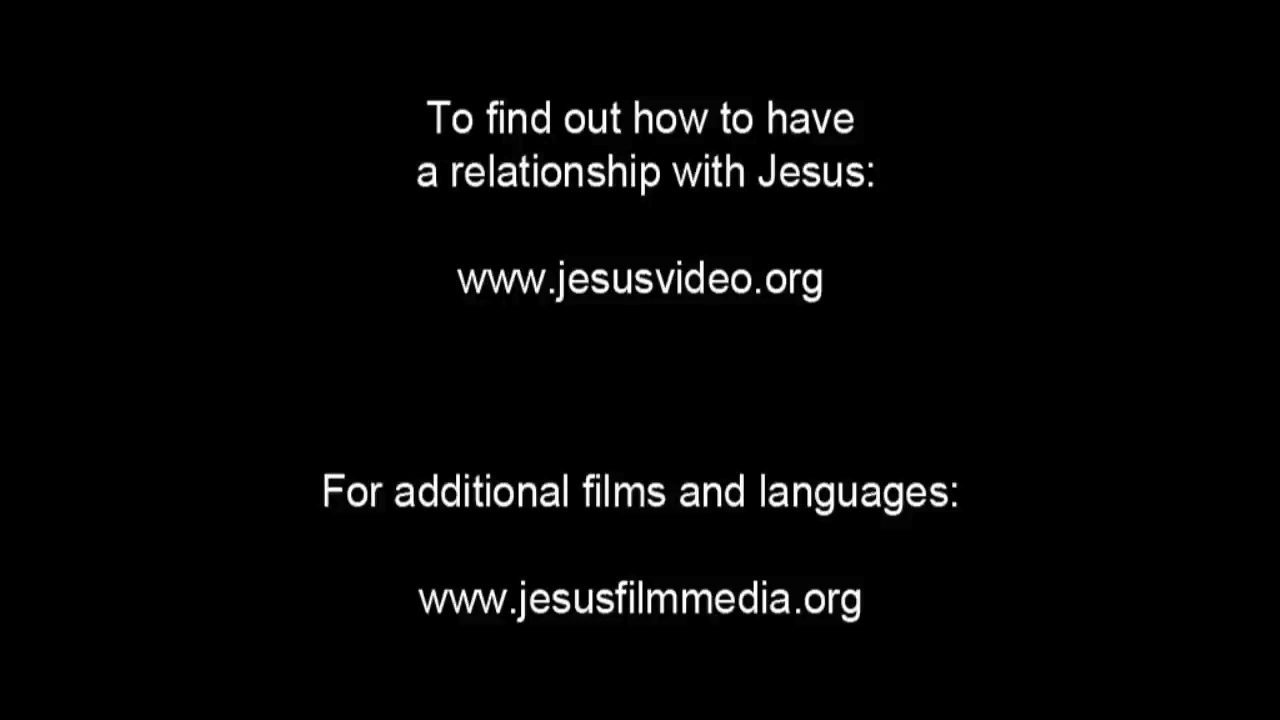 To find out how to have
a relationship with Jesus:
www.jesusvideo.org
For additional films and languages:
www.jesusfilmmedia.org